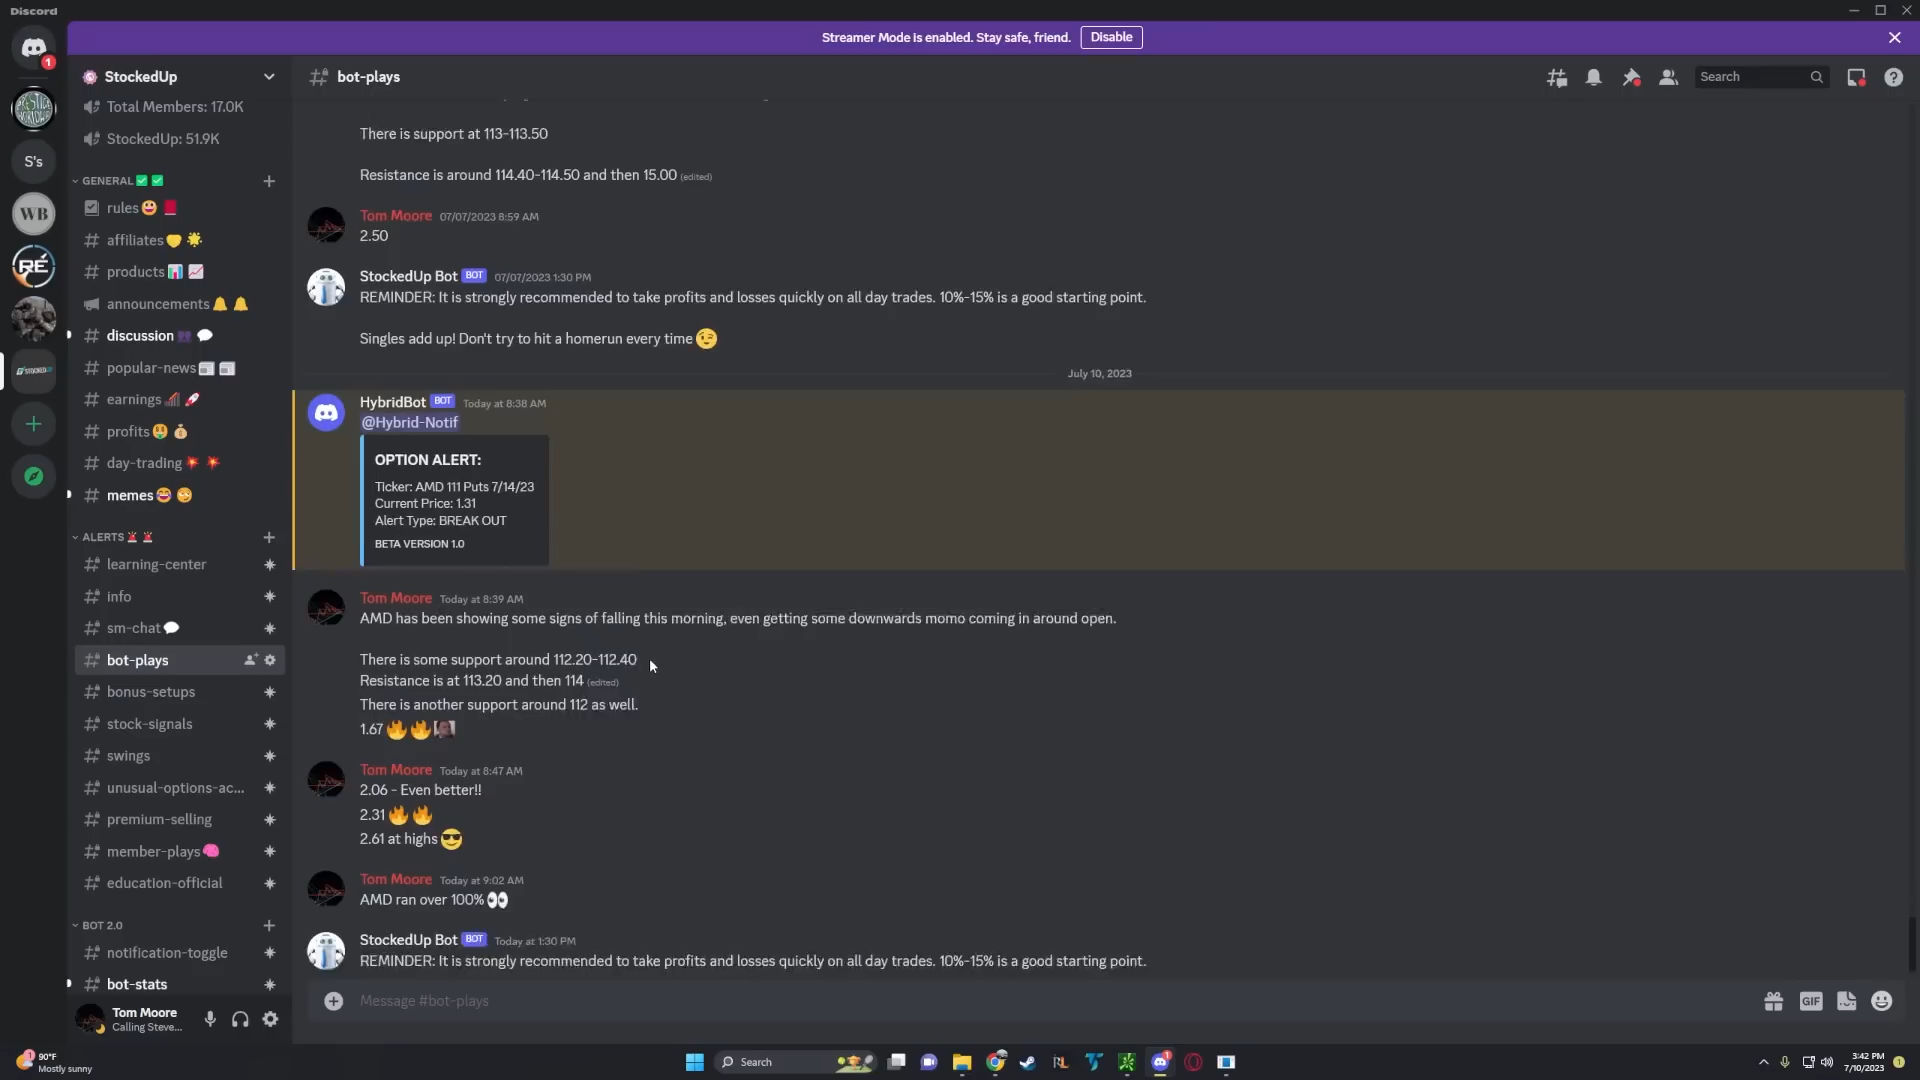 Discord
Streamer Mode is enabled. Stay safe, friend. Disable
1
S's
WB
RE
StockedUp
Total Members: 17.0K
StockedUp: 51.9K
GENERAL✅✅
rules
affiliates
products
announcements
discussion
popular-news
earnings
profits
day-trading
memes
ALERTS
learning-center
info
sm-chat
bot-plays
bonus-setups
stock-signals
swings
unusual-options-ac...
premium-selling
member-plays
education-official
BOT 2.0
notification-toggle
bot-stats
Tom Moore
Calling Steve...
bot-plays
Search
There is support at 113-113.50
Resistance is around 114.40-114.50 and then 15.00 (edited)
Tom Moore 07/07/2023 8:59 AM
2.50
StockedUp Bot BOT 07/07/2023 1:30 PM
REMINDER: It is strongly recommended to take profits and losses quickly on all day trades. 10%-15% is a good starting point.
Singles add up! Don't try to hit a homerun every time 😉
July 10, 2023
HybridBot BOT Today at 8:38 AM
@Hybrid-Notif
OPTION ALERT:
Ticker: AMD 111 Puts 7/14/23
Current Price: 1.31
Alert Type: BREAK OUT
BETA VERSION 1.0
Tom Moore Today at 8:39 AM
AMD has been showing some signs of falling this morning, even getting some downwards momo coming in around open.
There is some support around 112.20-112.40
Resistance is at 113.20 and then 114 (edited)
There is another support around 112 as well.
1.67 🔥🔥
Tom Moore Today at 8:47 AM
2.06 - Even better!!
2.31 🔥🔥
2.61 at highs 😎
Tom Moore Today at 9:02 AM
AMD ran over 100% 👀
StockedUp Bot BOT Today at 1:30 PM
REMINDER: It is strongly recommended to take profits and losses quickly on all day trades. 10%-15% is a good starting point.
Message #bot-plays
GIF
1
90°F
Mostly sunny
Search
3:42 PM
7/10/2023
1